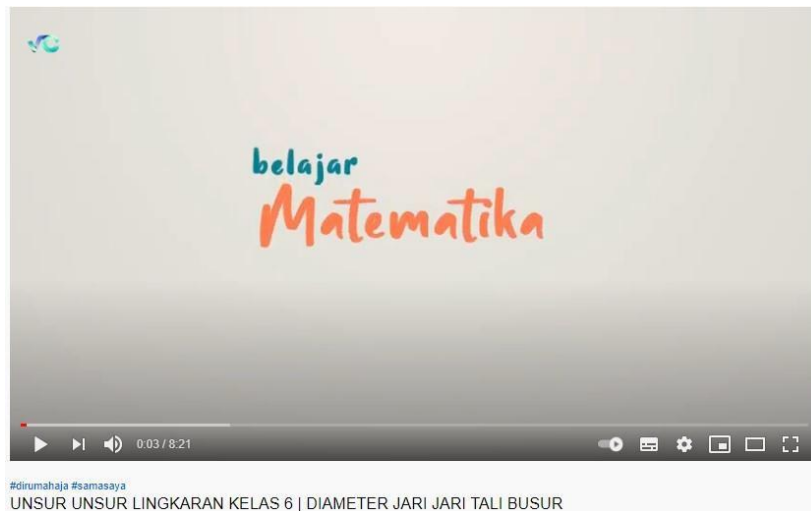 belajar
Matematika
0:03 / 8:21
#dirumahaja #samasaya
UNSUR UNSUR LINGKARAN KELAS 6 | DIAMETER JARI JARI TALI BUSUR